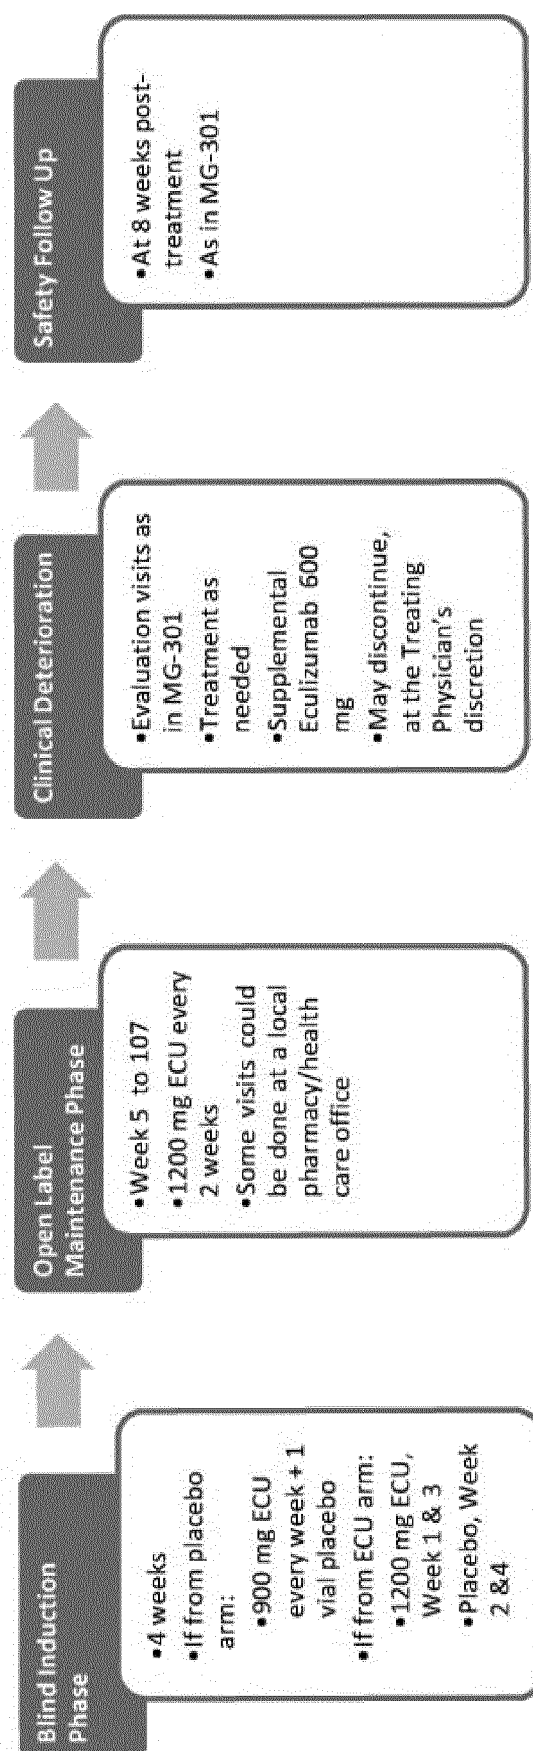 Blind Induction
Phase
•4 weeks
•If from placebo
arm:
•900 mg ECU
every week + 1
vial placebo
•If from ECU arm:
•1200 mg ECU,
Week 1 & 3
•Placebo, Week
2 &4
Open Label
Maintenance Phase
•Week 5 to 107
•1200 mg ECU every
2 weeks
•Some visits could
be done at a local
pharmacy/health
care office
Clinical Deterioration
•Evaluation visits as
in MG-301
•Treatment as
needed
•Supplemental
Eculizumab 600
mg
•May discontinue,
at the Treating
Physician's
discretion
Safety Follow Up
•At 8 weeks post-
treatment
•As in MG-301